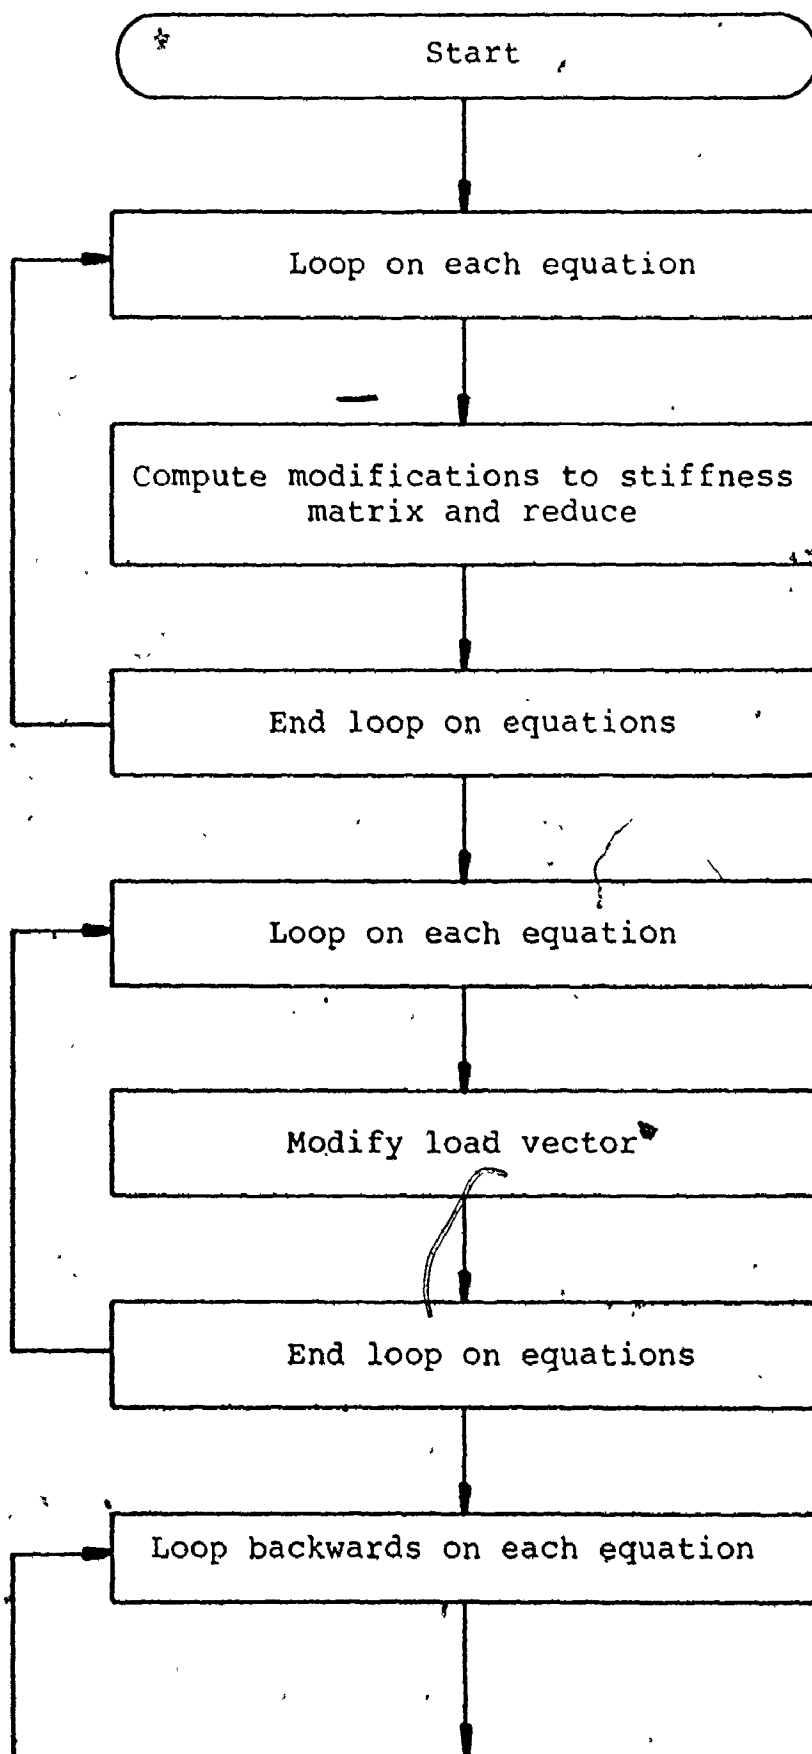 Start
Loop on each equation
Compute modifications to stiffness
matrix and reduce
End loop on equations
Loop on each equation
Modify load vector
End loop on equations
Loop backwards on each equation